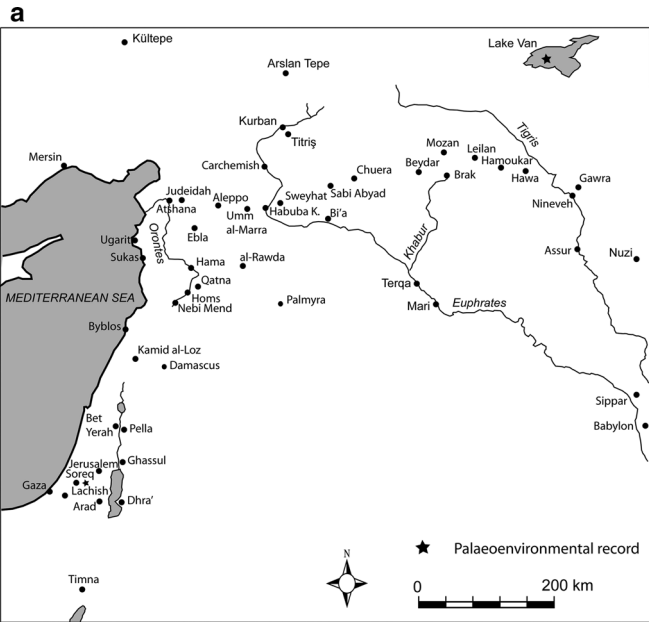 a
Kültepe
Lake Van
Arslan Tepe
Kurban
Titriş
Tigris
Mersin
Carchemish
Chuera
Mozan
Leilan
Hamoukar
Beydar
Brak
Hawa
Gawra
Nineveh
Judeidah
Atshana
Aleppo
Umm
al-Marra
Sweyhat
Habuba K.
Sabi Abyad
Bi'a
Ugarit
Sukas
Orontes
Ebla
Khabur
Assur
Nuzi
Hama
al-Rawda
Qatna
Homs
Nebi Mend
MEDITERRANEAN SEA
Palmyra
Terqa
Mari
Euphrates
Byblos
Kamid al-Loz
Damascus
Sippar
Babylon
Bet
Yerah
Pella
Jerusalem
Ghassul
Soreq
Gaza
Lachish
Arad
Dhra'
Timna
N
Palaeoenvironmental record
0
200 km